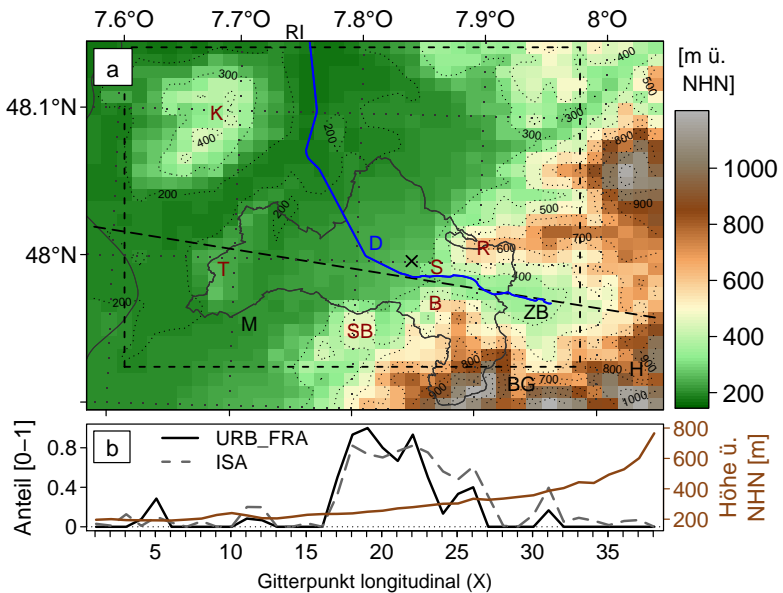 7.6°O 7.7°O 7.8°O 7.9°O 8°O
RI
[m ü. NHN]
a
48.1°N
48°N
K
T
M
D
S
R
B
SB
ZB
BG
H
300
400
200
200
200
200
400
500
300
300
800
900
500
700
600
400
800
900
700
800
900
1000
1000
800
600
400
200
b
URB_FRA
ISA
Anteil [0–1]
0.8
0.4
0
800
600
400
200
Höhe ü.
NHN [m]
5 10 15 20 25 30 35
Gitterpunkt longitudinal (X)